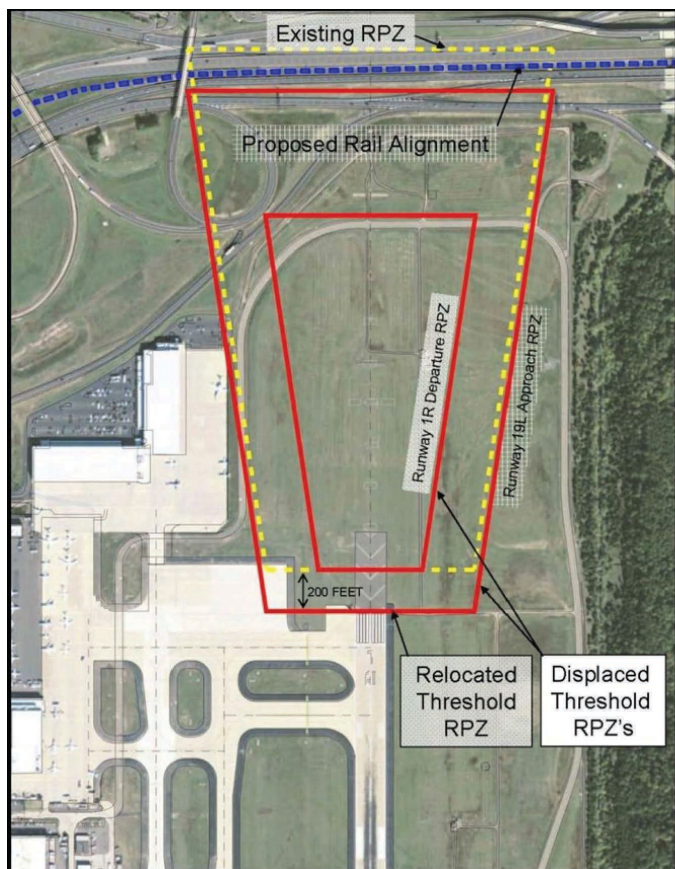 Existing RPZ
Proposed Rail Alignment
Runway 1R Departure RPZ
Runway 19L Approach RPZ
200 FEET
Relocated
Threshold
RPZ
Displaced
Threshold
RPZ's